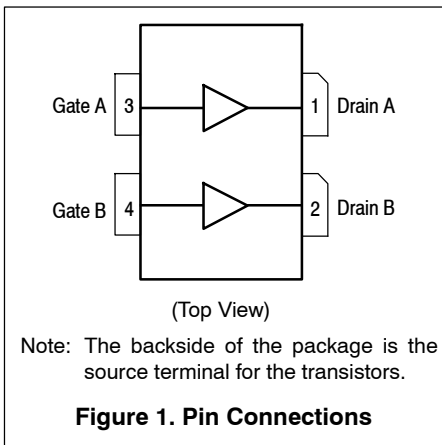 Gate A 3 1 Drain A
Gate B 4 2 Drain B
(Top View)
Note: The backside of the package is the
source terminal for the transistors.
Figure 1. Pin Connections